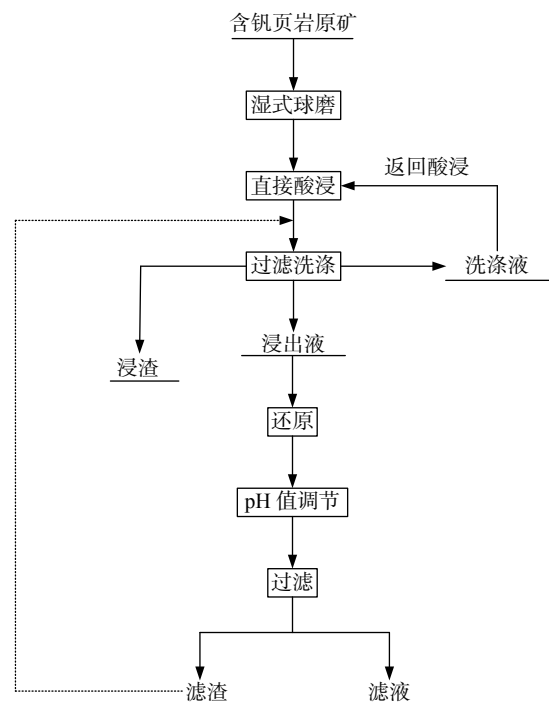 含钒页岩原矿
湿式球磨
返回酸浸
直接酸浸
过滤洗涤
洗涤液
浸渣
浸出液
还原
pH 值调节
过滤
滤渣
滤液